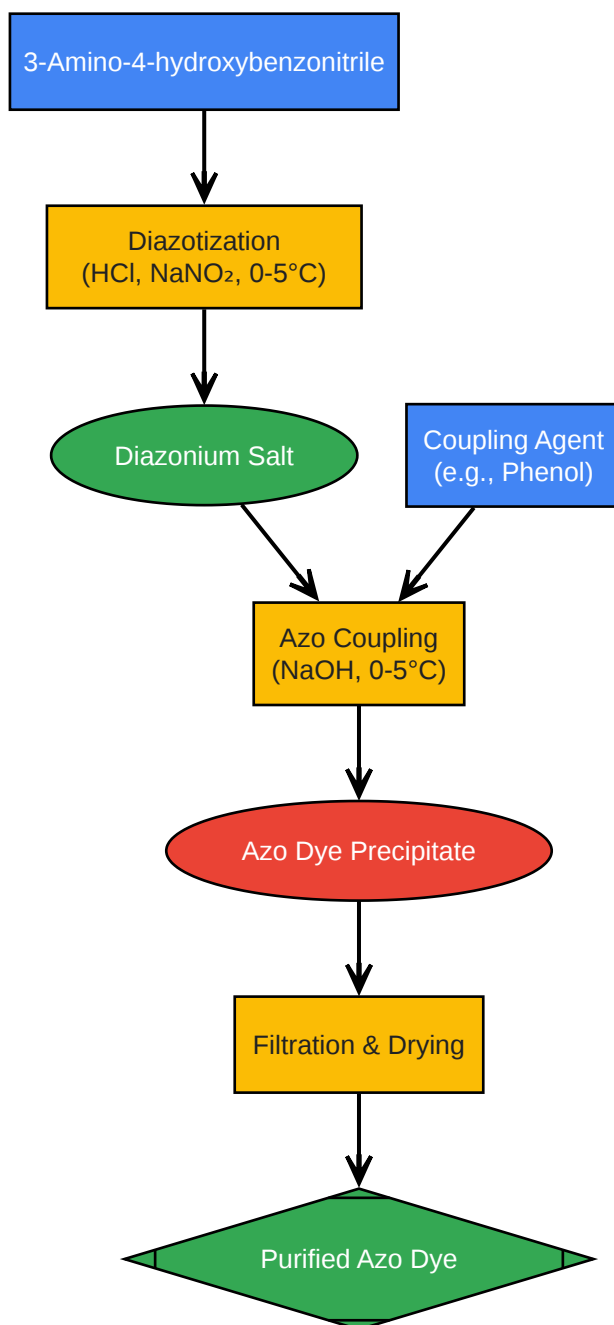 3-Amino-4-hydroxybenzonitrile
Diazotization
(HCl, NaNO₂, 0-5°C)
Diazonium Salt
Coupling Agent
(e.g., Phenol)
Azo Coupling
(NaOH, 0-5°C)
Azo Dye Precipitate
Filtration & Drying
Purified Azo Dye